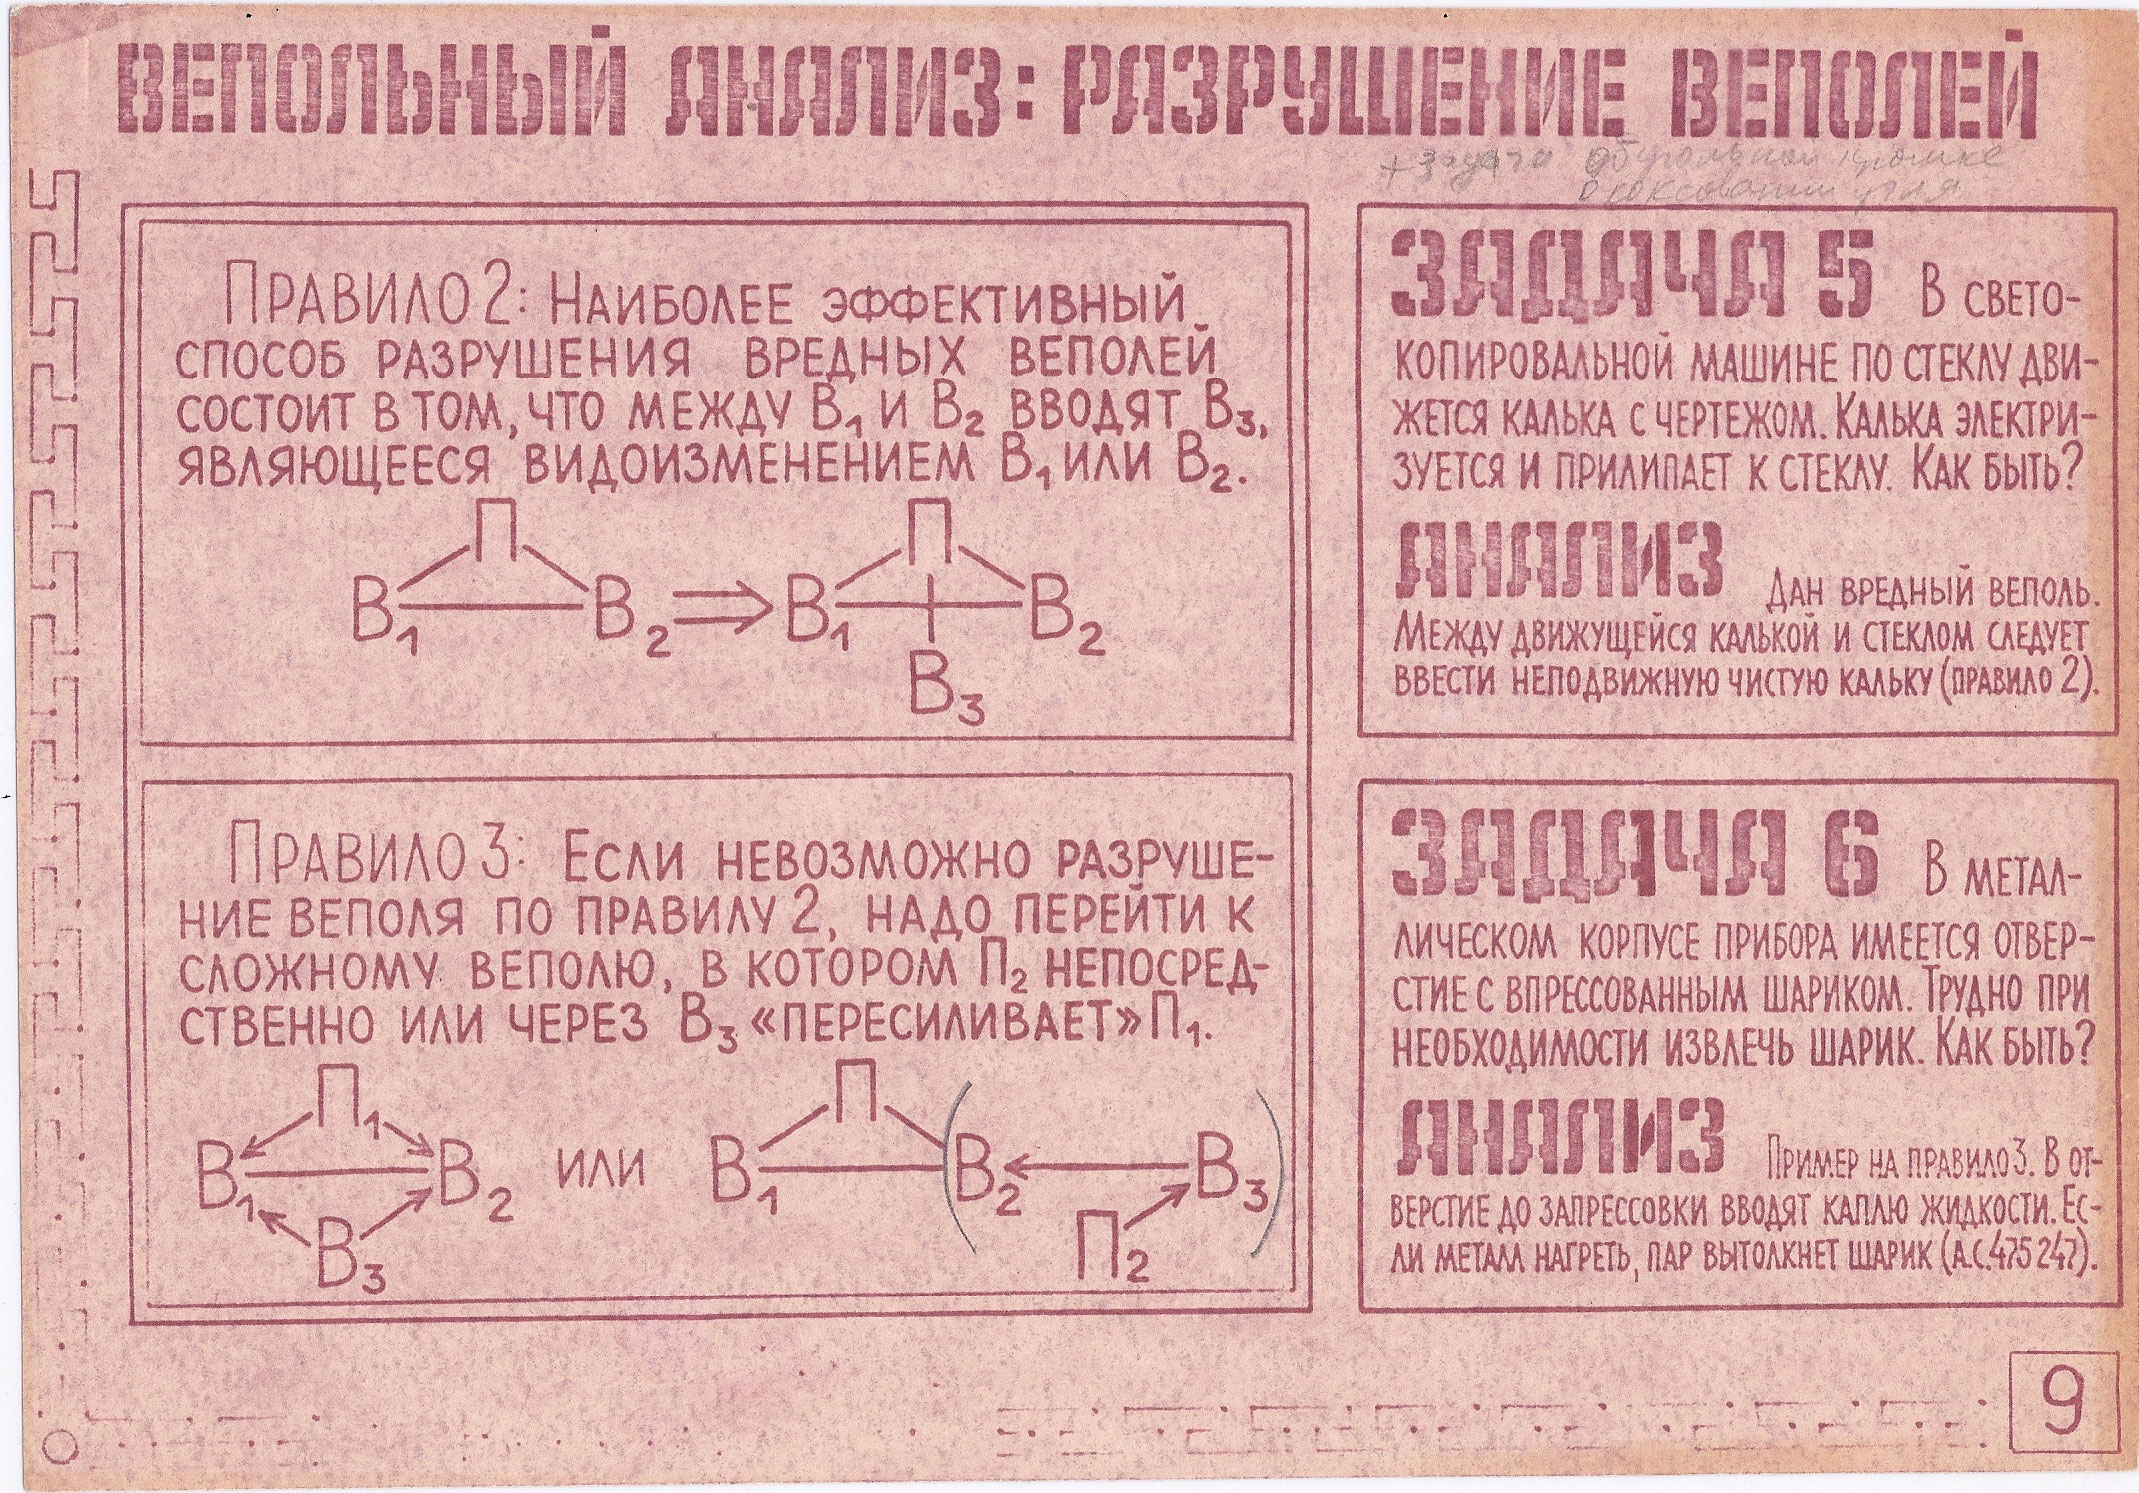 ВЕПОЛЬНЫЙ АНАЛИЗ: РАЗРУШЕНИЕ ВЕПОЛЕЙ
+ задача об угольной
о коксовании угля
ПРАВИЛО 2: НАИБОЛЕЕ ЭФФЕКТИВНЫЙ
СПОСОБ РАЗРУШЕНИЯ ВРЕДНЫХ ВЕПОЛЕЙ
СОСТОИТ В ТОМ, ЧТО МЕЖДУ В₁ И В₂ ВВОДЯТ В₃,
ЯВЛЯЮЩЕЕСЯ ВИДОИЗМЕНЕНИЕМ В₁ ИЛИ В₂.
П П
В₁ В₂ ⇒ В₁ В₂
В₃
ПРАВИЛО 3: ЕСЛИ НЕВОЗМОЖНО РАЗРУШЕ-
НИЕ ВЕПОЛЯ ПО ПРАВИЛУ 2, НАДО ПЕРЕЙТИ К
СЛОЖНОМУ ВЕПОЛЮ, В КОТОРОМ П₂ НЕПОСРЕД-
СТВЕННО ИЛИ ЧЕРЕЗ В₃ «ПЕРЕСИЛИВАЕТ» П₁.
П₁ П
В₁ В₂ ИЛИ В₁ (В₂ В₃)
В₃ П₂
ЗАДАЧА 5 В СВЕТО-
КОПИРОВАЛЬНОЙ МАШИНЕ ПО СТЕКЛУ ДВИ-
ЖЕТСЯ КАЛЬКА С ЧЕРТЕЖОМ. КАЛЬКА ЭЛЕКТРИ-
ЗУЕТСЯ И ПРИЛИПАЕТ К СТЕКЛУ. КАК БЫТЬ?
АНАЛИЗ ДАН ВРЕДНЫЙ ВЕПОЛЬ.
МЕЖДУ ДВИЖУЩЕЙСЯ КАЛЬКОЙ И СТЕКЛОМ СЛЕДУЕТ
ВВЕСТИ НЕПОДВИЖНУЮ ЧИСТУЮ КАЛЬКУ (ПРАВИЛО 2).
ЗАДАЧА 6 В МЕТАЛ-
ЛИЧЕСКОМ КОРПУСЕ ПРИБОРА ИМЕЕТСЯ ОТВЕР-
СТИЕ С ВПРЕССОВАННЫМ ШАРИКОМ. ТРУДНО ПРИ
НЕОБХОДИМОСТИ ИЗВЛЕЧЬ ШАРИК. КАК БЫТЬ?
АНАЛИЗ ПРИМЕР НА ПРАВИЛО 3. В ОТ-
ВЕРСТИЕ ДО ЗАПРЕССОВКИ ВВОДЯТ КАПЛЮ ЖИДКОСТИ. ЕС-
ЛИ МЕТАЛЛ НАГРЕТЬ, ПАР ВЫТОЛКНЕТ ШАРИК (А.С. 475 247).
9